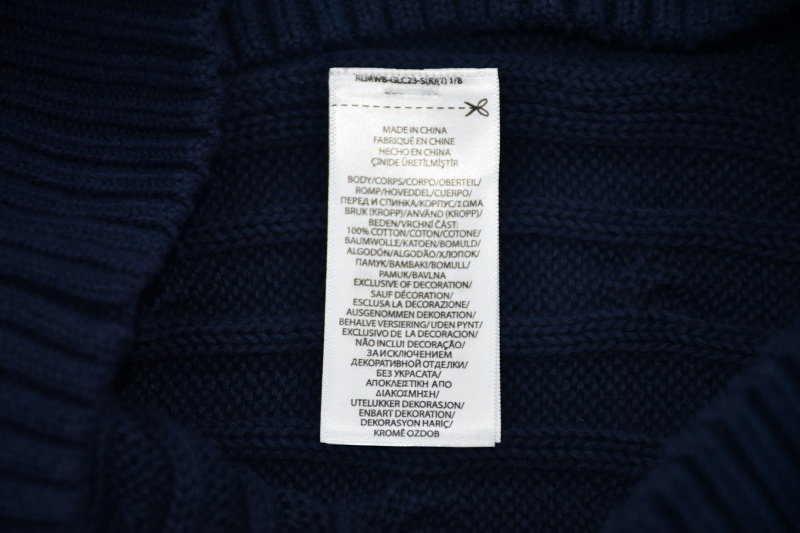 RLMWB-GLC23-S(R)(T) 1/8
MADE IN CHINA
FABRIQUÉ EN CHINE
HECHO EN CHINA
ÇİNIDE ÜRETİLMİŞTİR
BODY/CORPS/CORPO/OBERTEIL/
ROMP/HOVEDDEL/CUERPO/
ПЕРЕД И СПИНКА/КОРПУС/ΣΩΜΑ
BRUK (KROPP)/ANVÄND (KROPP)/
BEDEN/VRCHNÍ ČÁST:
100% COTTON/COTON/COTONE/
BAUMWOLLE/KATOEN/BOMULD/
ALGODÓN/ALGODÃO/ХЛОПОК/
ПАМУК/ΒΑΜΒΑΚΙ/BOMULL/
PAMUK/BAVLNA
EXCLUSIVE OF DECORATION/
SAUF DÉCORATION/
ESCLUSA LA DECORAZIONE/
AUSGENOMMEN DEKORATION/
BEHALVE VERSIERING/UDEN PYNT/
EXCLUSIVO DE LA DECORACION/
NÃO INCLUI DECORAÇÃO/
ЗА ИСКЛЮЧЕНИЕМ
ДЕКОРАТИВНОЙ ОТДЕЛКИ/
БЕЗ УКРАСАТА/
ΑΠΟΚΛΕΙΣΤΙΚΗ ΑΠΟ
ΔΙΑΚΟΣΜΗΣΗ/
UTELUKKER DEKORASJON/
ENBART DEKORATION/
DEKORASYON HARİÇ/
KROMĚ OZDOB